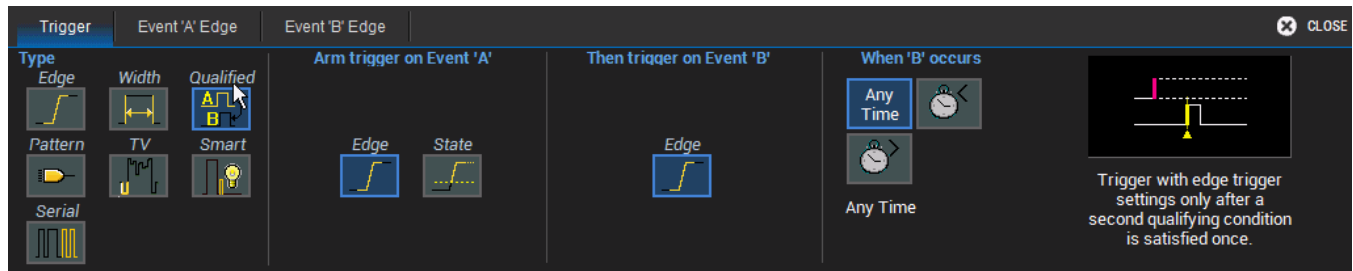 Trigger
Event 'A' Edge
Event 'B' Edge
CLOSE
Type
Edge
Width
Qualified
A
B
Pattern
TV
Smart
Serial
Arm trigger on Event 'A'
Edge
State
Then trigger on Event 'B'
Edge
When 'B' occurs
Any
Time
<
>
Any Time
Trigger with edge trigger
settings only after a
second qualifying condition
is satisfied once.